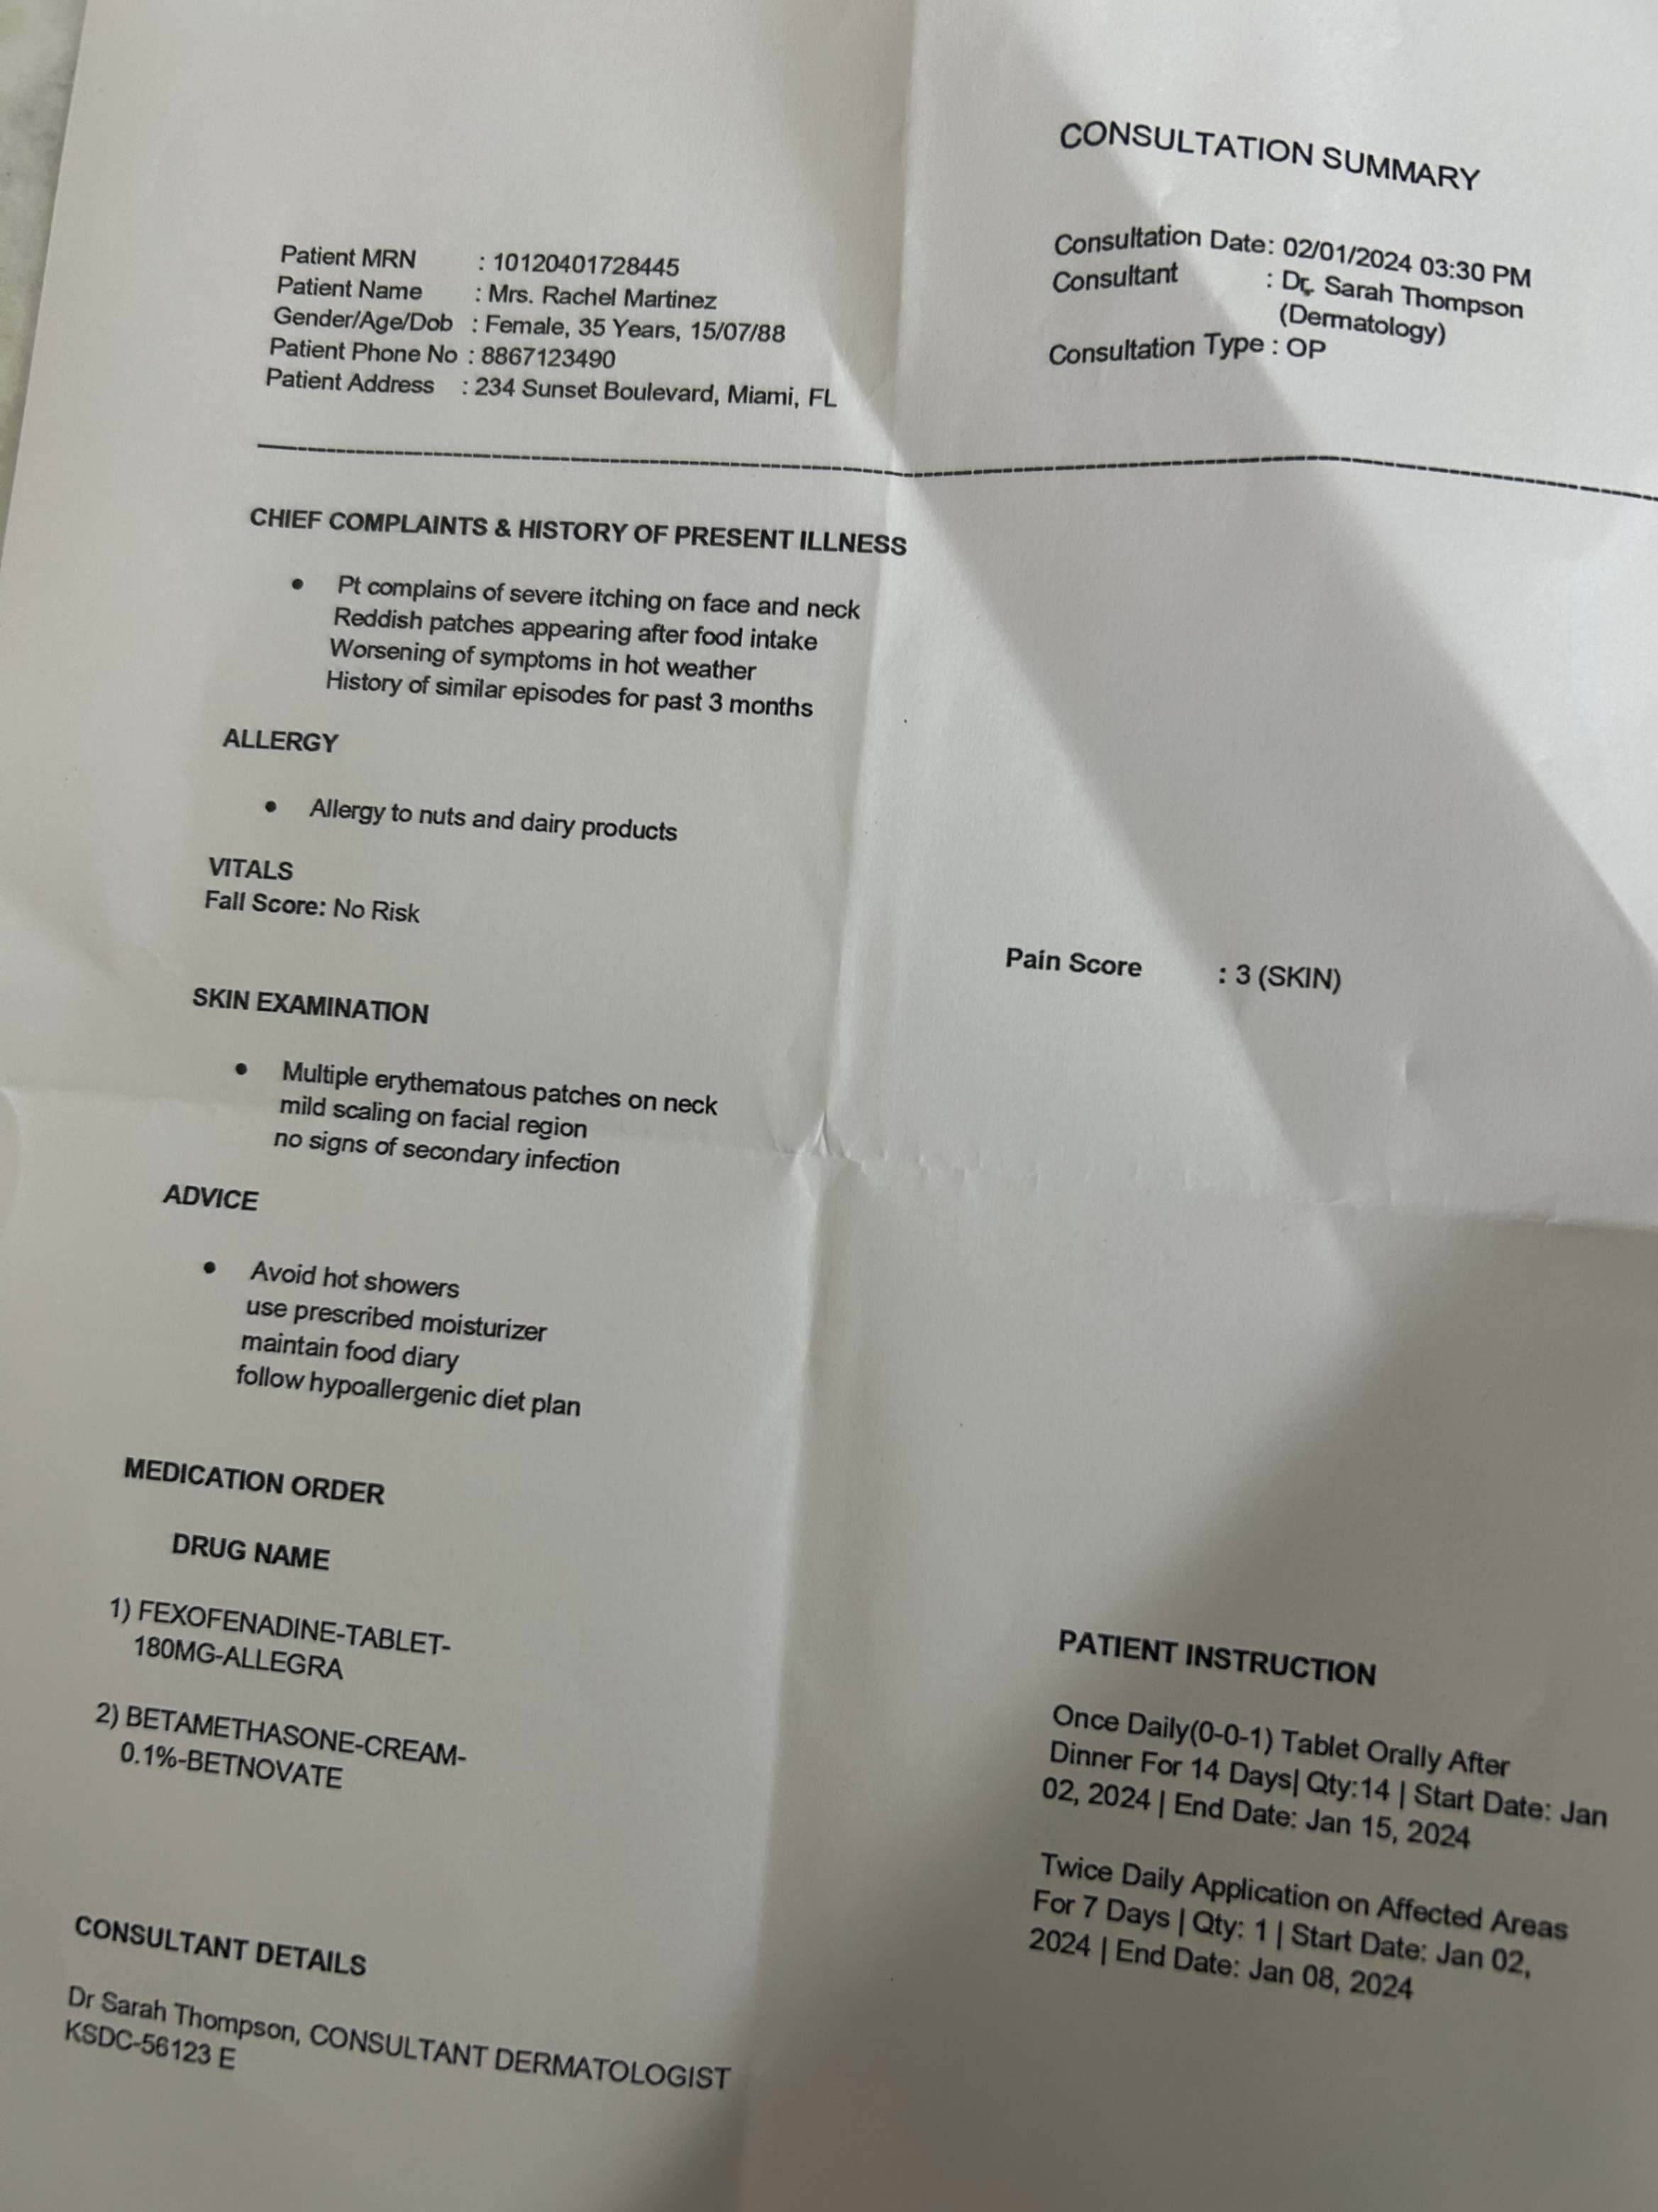 CONSULTATION SUMMARY
Patient MRN : 10120401728445
Patient Name : Mrs. Rachel Martinez
Gender/Age/Dob : Female, 35 Years, 15/07/88
Patient Phone No : 8867123490
Patient Address : 234 Sunset Boulevard, Miami, FL
Consultation Date: 02/01/2024 03:30 PM
Consultant : Dr. Sarah Thompson
(Dermatology)
Consultation Type : OP
CHIEF COMPLAINTS & HISTORY OF PRESENT ILLNESS
• Pt complains of severe itching on face and neck
Reddish patches appearing after food intake
Worsening of symptoms in hot weather
History of similar episodes for past 3 months
ALLERGY
• Allergy to nuts and dairy products
VITALS
Fall Score: No Risk
Pain Score : 3 (SKIN)
SKIN EXAMINATION
• Multiple erythematous patches on neck
mild scaling on facial region
no signs of secondary infection
ADVICE
• Avoid hot showers
use prescribed moisturizer
maintain food diary
follow hypoallergenic diet plan
MEDICATION ORDER
DRUG NAME
1) FEXOFENADINE-TABLET-
180MG-ALLEGRA
2) BETAMETHASONE-CREAM-
0.1%-BETNOVATE
PATIENT INSTRUCTION
Once Daily(0-0-1) Tablet Orally After
Dinner For 14 Days| Qty:14 | Start Date: Jan
02, 2024 | End Date: Jan 15, 2024
Twice Daily Application on Affected Areas
For 7 Days | Qty: 1 | Start Date: Jan 02,
2024 | End Date: Jan 08, 2024
CONSULTANT DETAILS
Dr Sarah Thompson, CONSULTANT DERMATOLOGIST
KSDC-56123 E